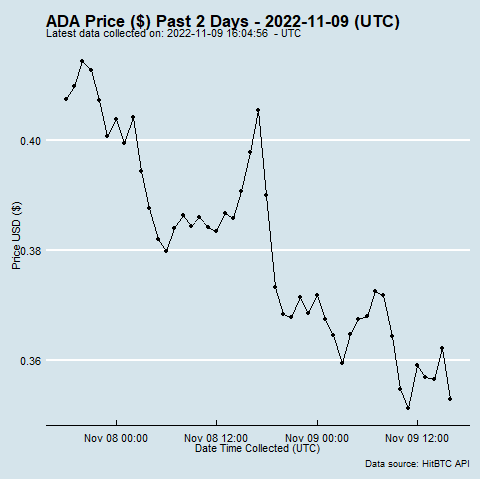 ADA Price ($) Past 2 Days - 2022-11-09 (UTC)
Latest data collected on: 2022-11-09 16:04:56 - UTC
0.40
0.38
0.36
Price USD ($)
Nov 08 00:00 Nov 08 12:00 Nov 09 00:00 Nov 09 12:00
Date Time Collected (UTC)
Data source: HitBTC API